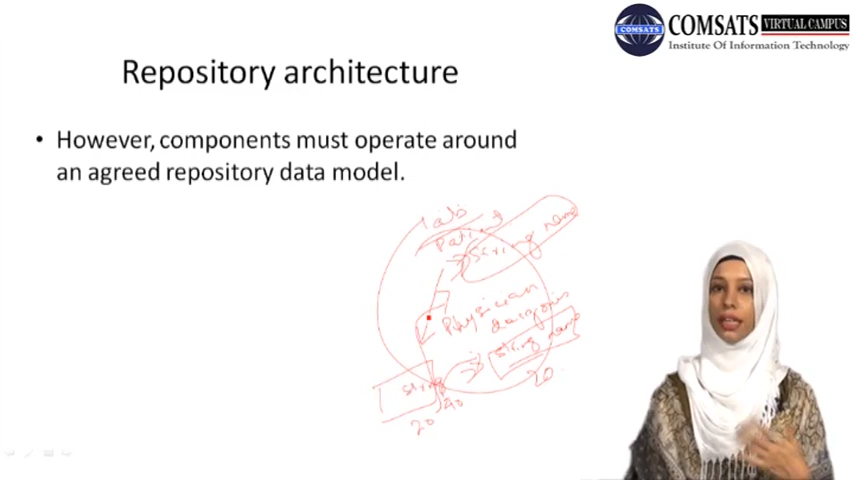 COMSATS
COMSATS VIRTUAL CAMPUS
Institute Of Information Technology
Repository architecture
• However, components must operate around
an agreed repository data model.
Lab
Patient
String name
Physician
string name
20
String
40
20